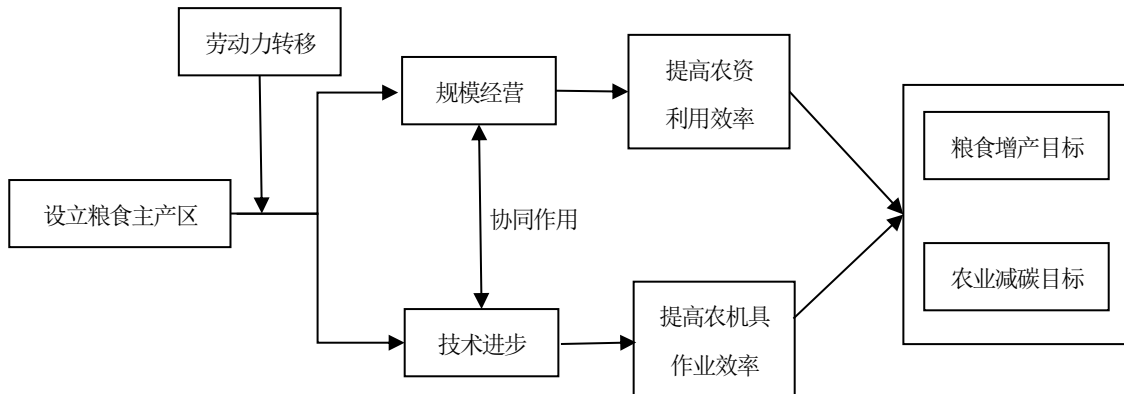 劳动力转移
规模经营
提高农资
利用效率
粮食增产目标
设立粮食主产区
协同作用
农业减碳目标
技术进步
提高农机具
作业效率